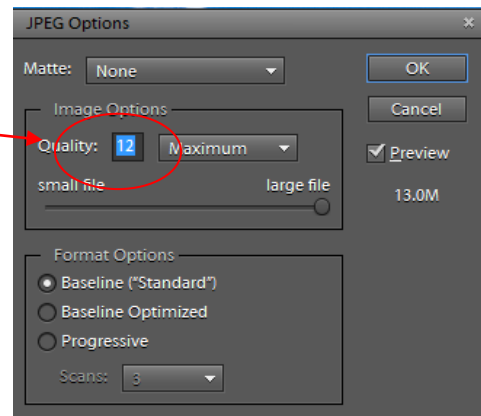 JPEG Options
Matte: None
OK
Image Options
Cancel
Quality: 12 Maximum
Preview
small file large file
13.0M
Format Options
Baseline ("Standard")
Baseline Optimized
Progressive
Scans: 3